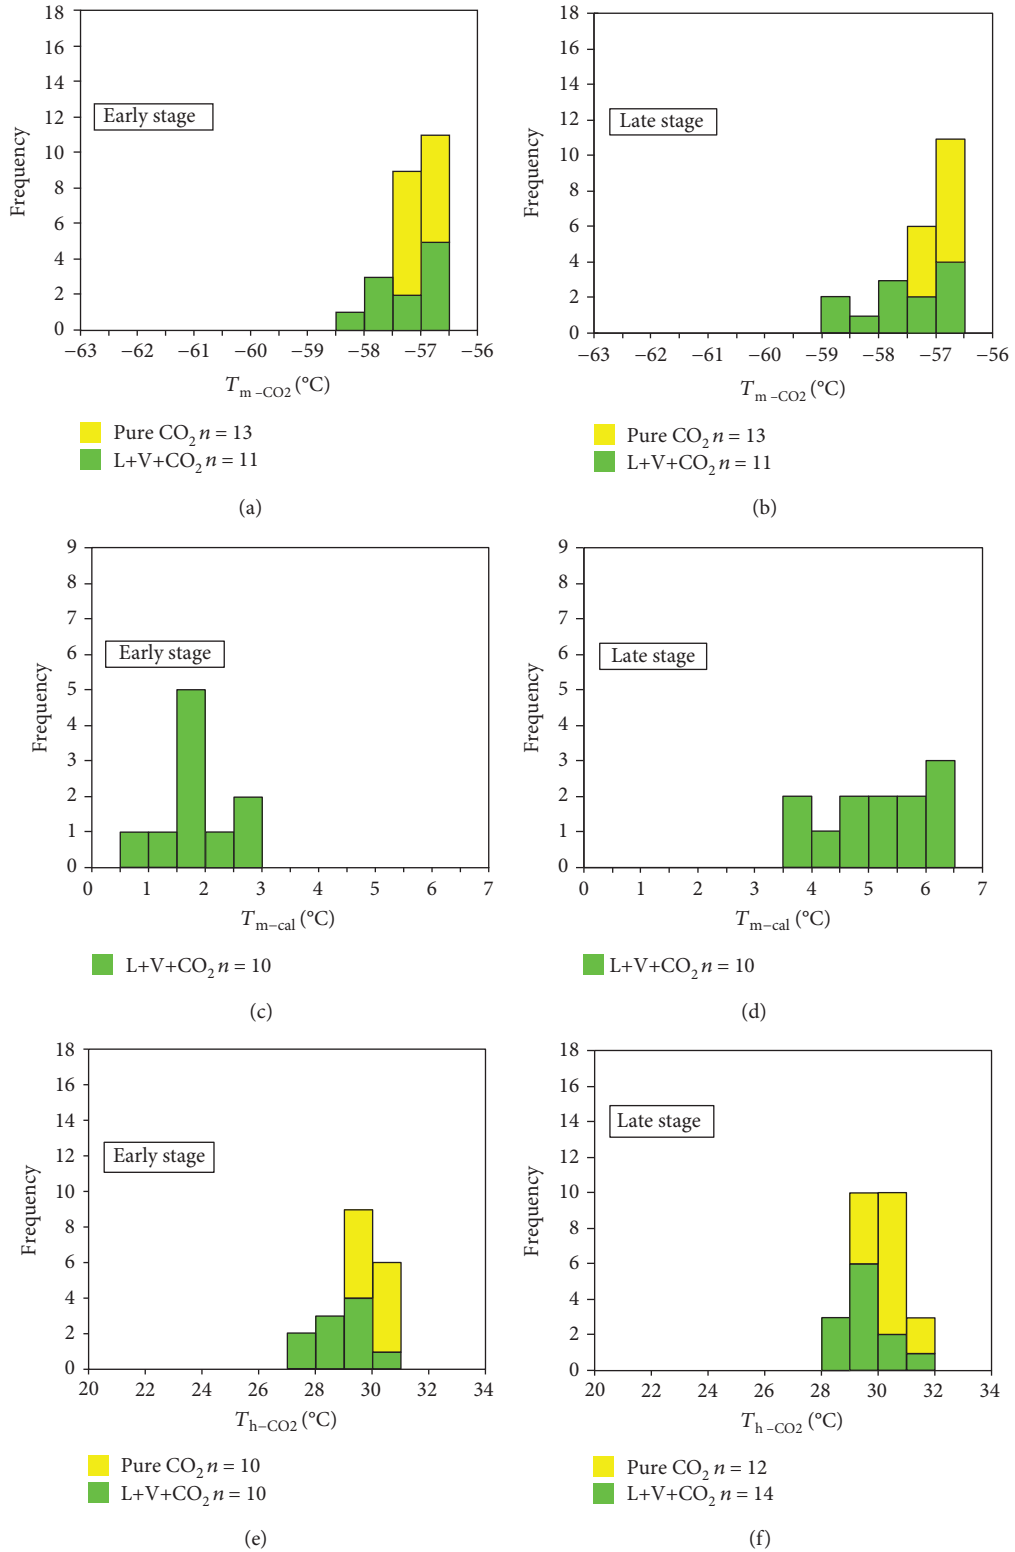 18
16
14
12
10
8
6
4
2
0
Frequency
Early stage
−63 −62 −61 −60 −59 −58 −57 −56
T m−CO2 (°C)
Pure CO2 n = 13
L+V+CO2 n = 11
(a)
18
16
14
12
10
8
6
4
2
0
Frequency
Late stage
−63 −62 −61 −60 −59 −58 −57 −56
T m−CO2 (°C)
Pure CO2 n = 13
L+V+CO2 n = 11
(b)
9
8
7
6
5
4
3
2
1
0
Frequency
Early stage
0 1 2 3 4 5 6 7
T m−cal (°C)
L+V+CO2 n = 10
(c)
9
8
7
6
5
4
3
2
1
0
Frequency
Late stage
0 1 2 3 4 5 6 7
T m−cal (°C)
L+V+CO2 n = 10
(d)
18
16
14
12
10
8
6
4
2
0
Frequency
Early stage
20 22 24 26 28 30 32 34
T h−CO2 (°C)
Pure CO2 n = 10
L+V+CO2 n = 10
(e)
18
16
14
12
10
8
6
4
2
0
Frequency
Late stage
20 22 24 26 28 30 32 34
T h−CO2 (°C)
Pure CO2 n = 12
L+V+CO2 n = 14
(f)